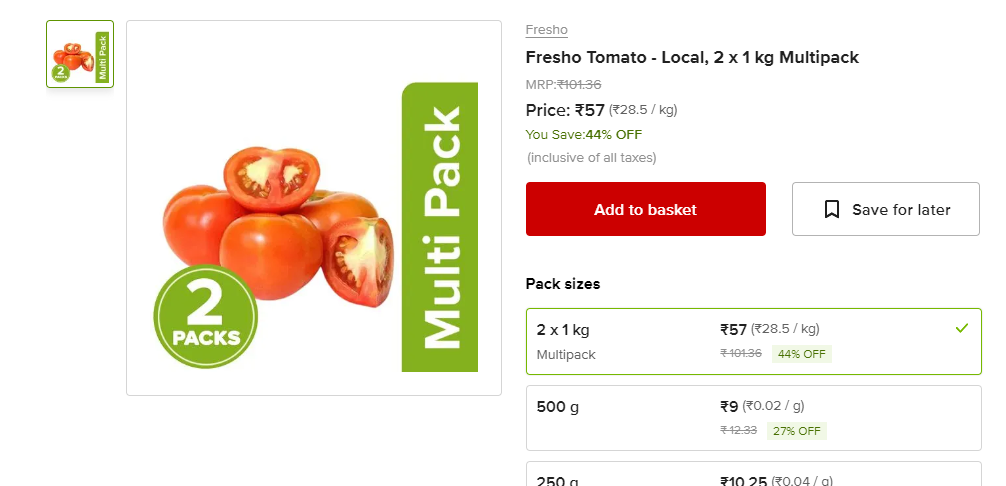 2
PACKS
Multi Pack
2
PACKS
Multi Pack
Fresho
Fresho Tomato - Local, 2 x 1 kg Multipack
MRP:₹101.36
Price: ₹57 (₹28.5 / kg)
You Save:44% OFF
(inclusive of all taxes)
Add to basket
Save for later
Pack sizes
2 x 1 kg
₹57 (₹28.5 / kg)
Multipack
₹101.36 44% OFF
500 g
₹9 (₹0.02 / g)
₹12.33 27% OFF
250 g
₹10.25 (₹0.04 / g)